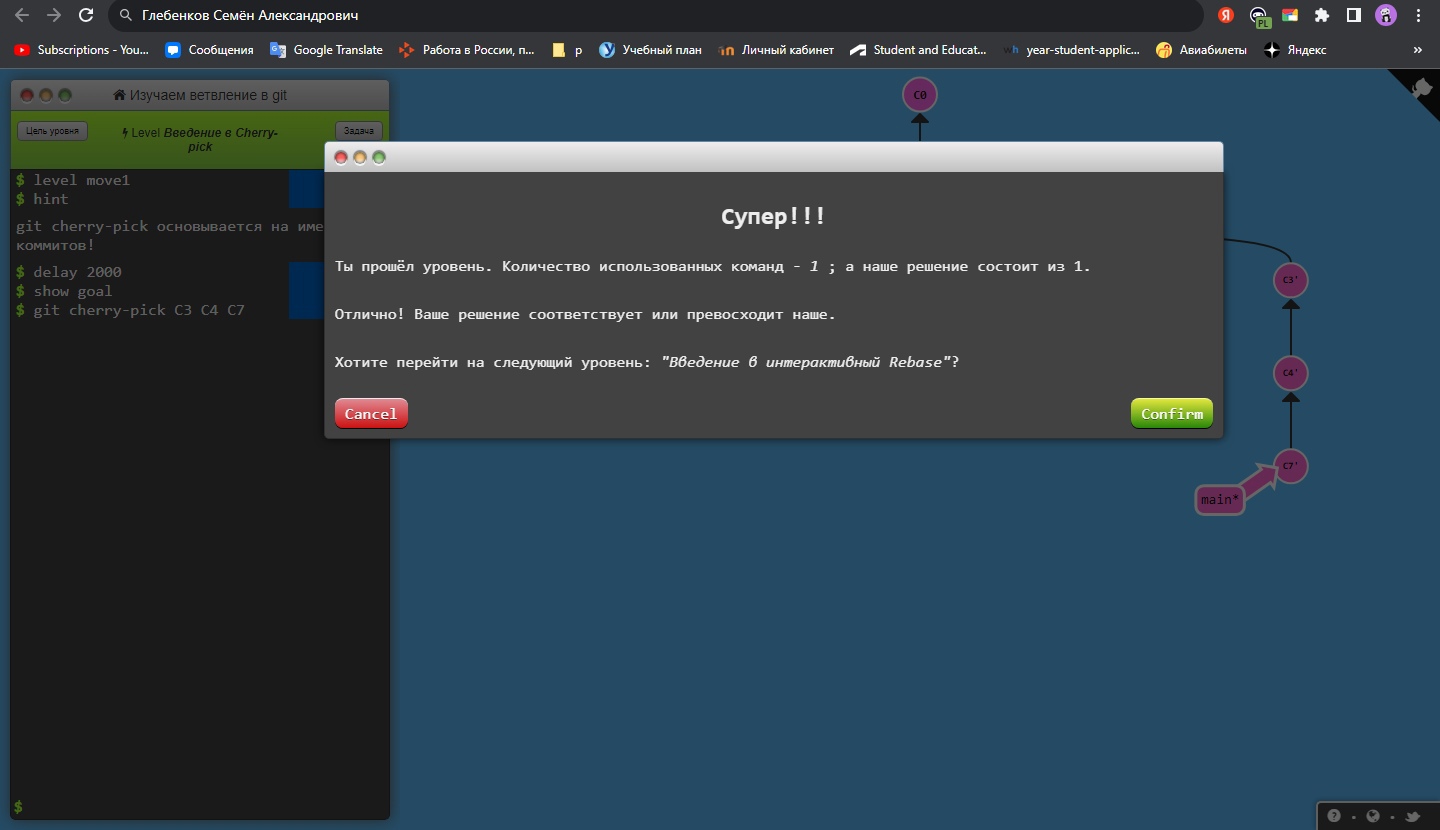 Глебенков Семён Александрович
Я
PL
Subscriptions - You...
Сообщения
Google Translate
Работа в России, п...
р
Учебный план
Личный кабинет
Student and Educat...
wh year-student-applic...
Авиабилеты
Яндекс
»
Изучаем ветвление в git
Цель уровня
Level Введение в Cherry-
pick
Задача
$ level move1
$ hint
git cherry-pick основывается на име
коммитов!
$ delay 2000
$ show goal
$ git cherry-pick C3 C4 C7
$
C0
Супер!!!
Ты прошёл уровень. Количество использованных команд - 1 ; а наше решение состоит из 1.
Отлично! Ваше решение соответствует или превосходит наше.
Хотите перейти на следующий уровень: "Введение в интерактивный Rebase"?
Cancel
Confirm
C3'
C4'
C7'
main*
?